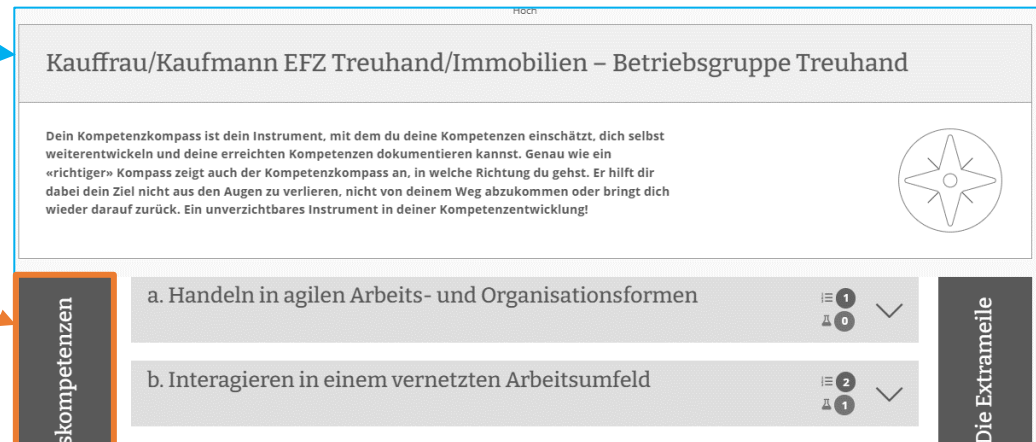 Hoch
Kauffrau/Kaufmann EFZ Treuhand/Immobilien – Betriebsgruppe Treuhand
Dein Kompetenzkompass ist dein Instrument, mit dem du deine Kompetenzen einschätzt, dich selbst
weiterentwickeln und deine erreichten Kompetenzen dokumentieren kannst. Genau wie ein
«richtiger» Kompass zeigt auch der Kompetenzkompass an, in welche Richtung du gehst. Er hilft dir
dabei dein Ziel nicht aus den Augen zu verlieren, nicht von deinem Weg abzukommen oder bringt dich
wieder darauf zurück. Ein unverzichtbares Instrument in deiner Kompetenzentwicklung!
skompetenzen
a. Handeln in agilen Arbeits- und Organisationsformen
1
0
b. Interagieren in einem vernetzten Arbeitsumfeld
2
1
Die Extrameile